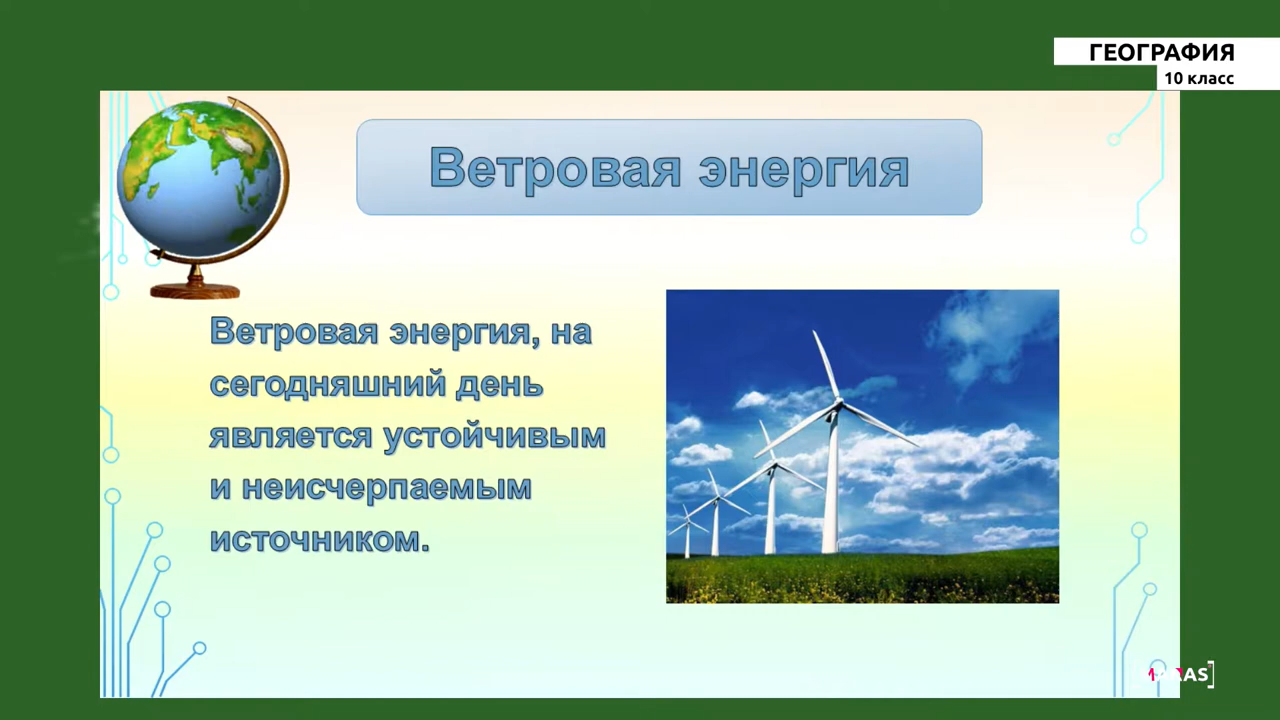 ГЕОГРАФИЯ
10 класс
Ветровая энергия
Ветровая энергия, на
сегодняшний день
является устойчивым
и неисчерпаемым
источником.